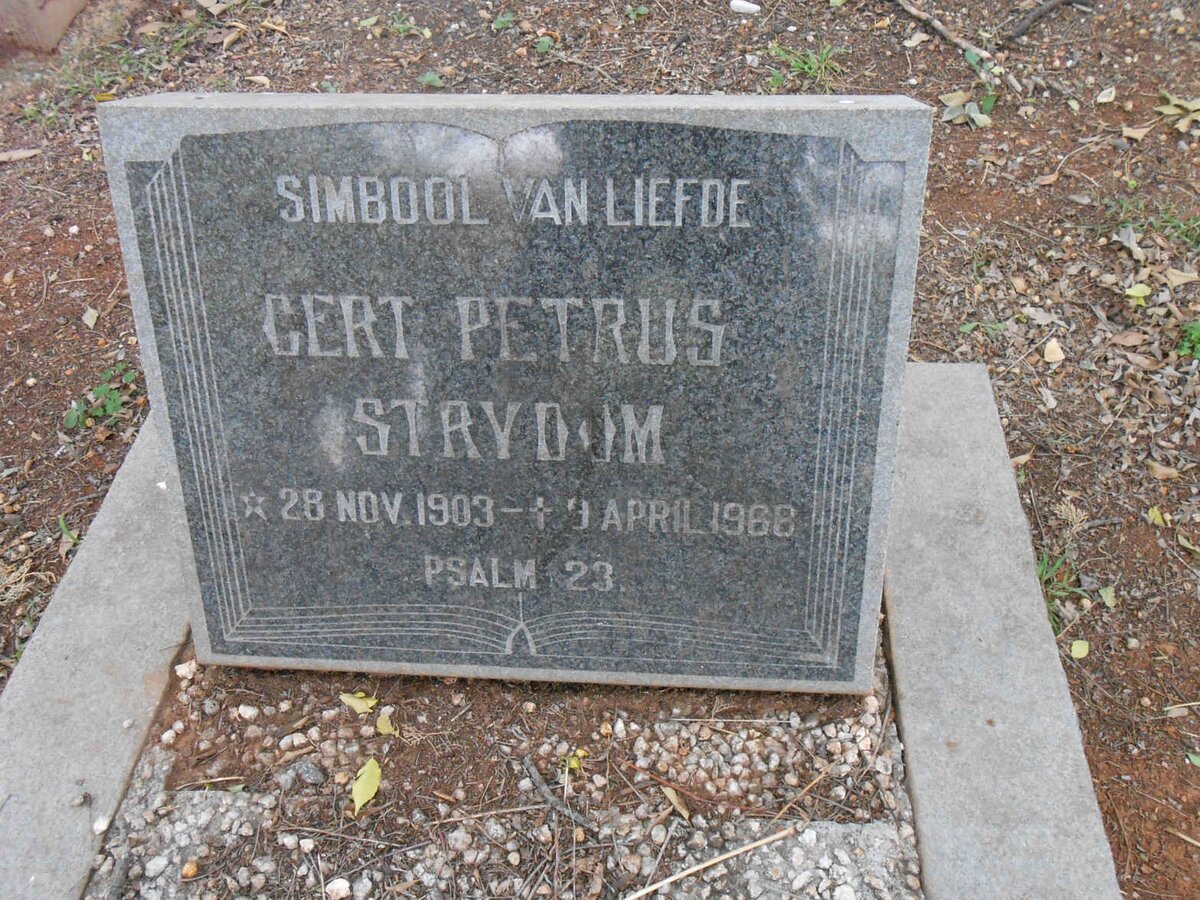 SIMBOOL VAN LIEFDE
GERT PETRUS
STRYDOM
☆ 28 NOV. 1903 – † 9 APRIL 1968
PSALM 23.